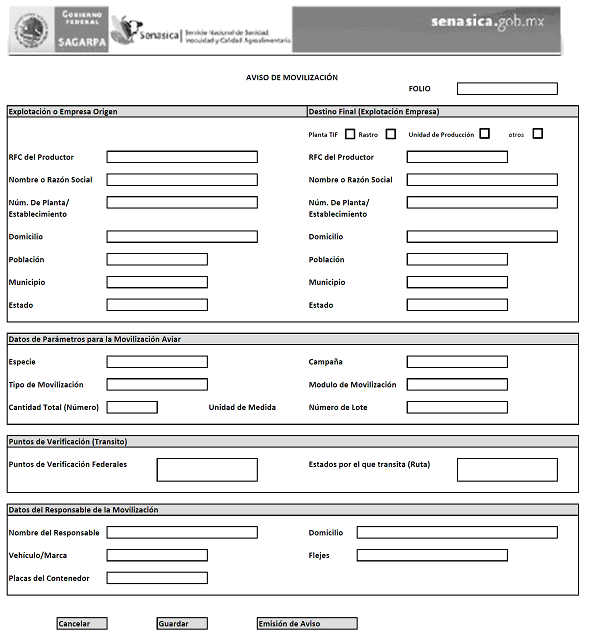 GOBIERNO
FEDERAL
SAGARPA
Senasica
Servicio Nacional de Sanidad,
Inocuidad y Calidad Agroalimentaria
senasica.gob.mx
AVISO DE MOVILIZACIÓN
FOLIO
Explotación o Empresa Origen Destino Final (Explotación Empresa)
Planta TIF Rastro Unidad de Producción otros
RFC del Productor RFC del Productor
Nombre o Razón Social Nombre o Razón Social
Núm. De Planta/ Núm. De Planta/
Establecimiento Establecimiento
Domicilio Domicilio
Población Población
Municipio Municipio
Estado Estado
Datos de Parámetros para la Movilización Aviar
Especie Campaña
Tipo de Movilización Modulo de Movilización
Cantidad Total (Número) Unidad de Medida Número de Lote
Puntos de Verificación (Transito)
Puntos de Verificación Federales Estados por el que transita (Ruta)
Datos del Responsable de la Movilización
Nombre del Responsable Domicilio
Vehículo/Marca Flejes
Placas del Contenedor
Cancelar Guardar Emisión de Aviso